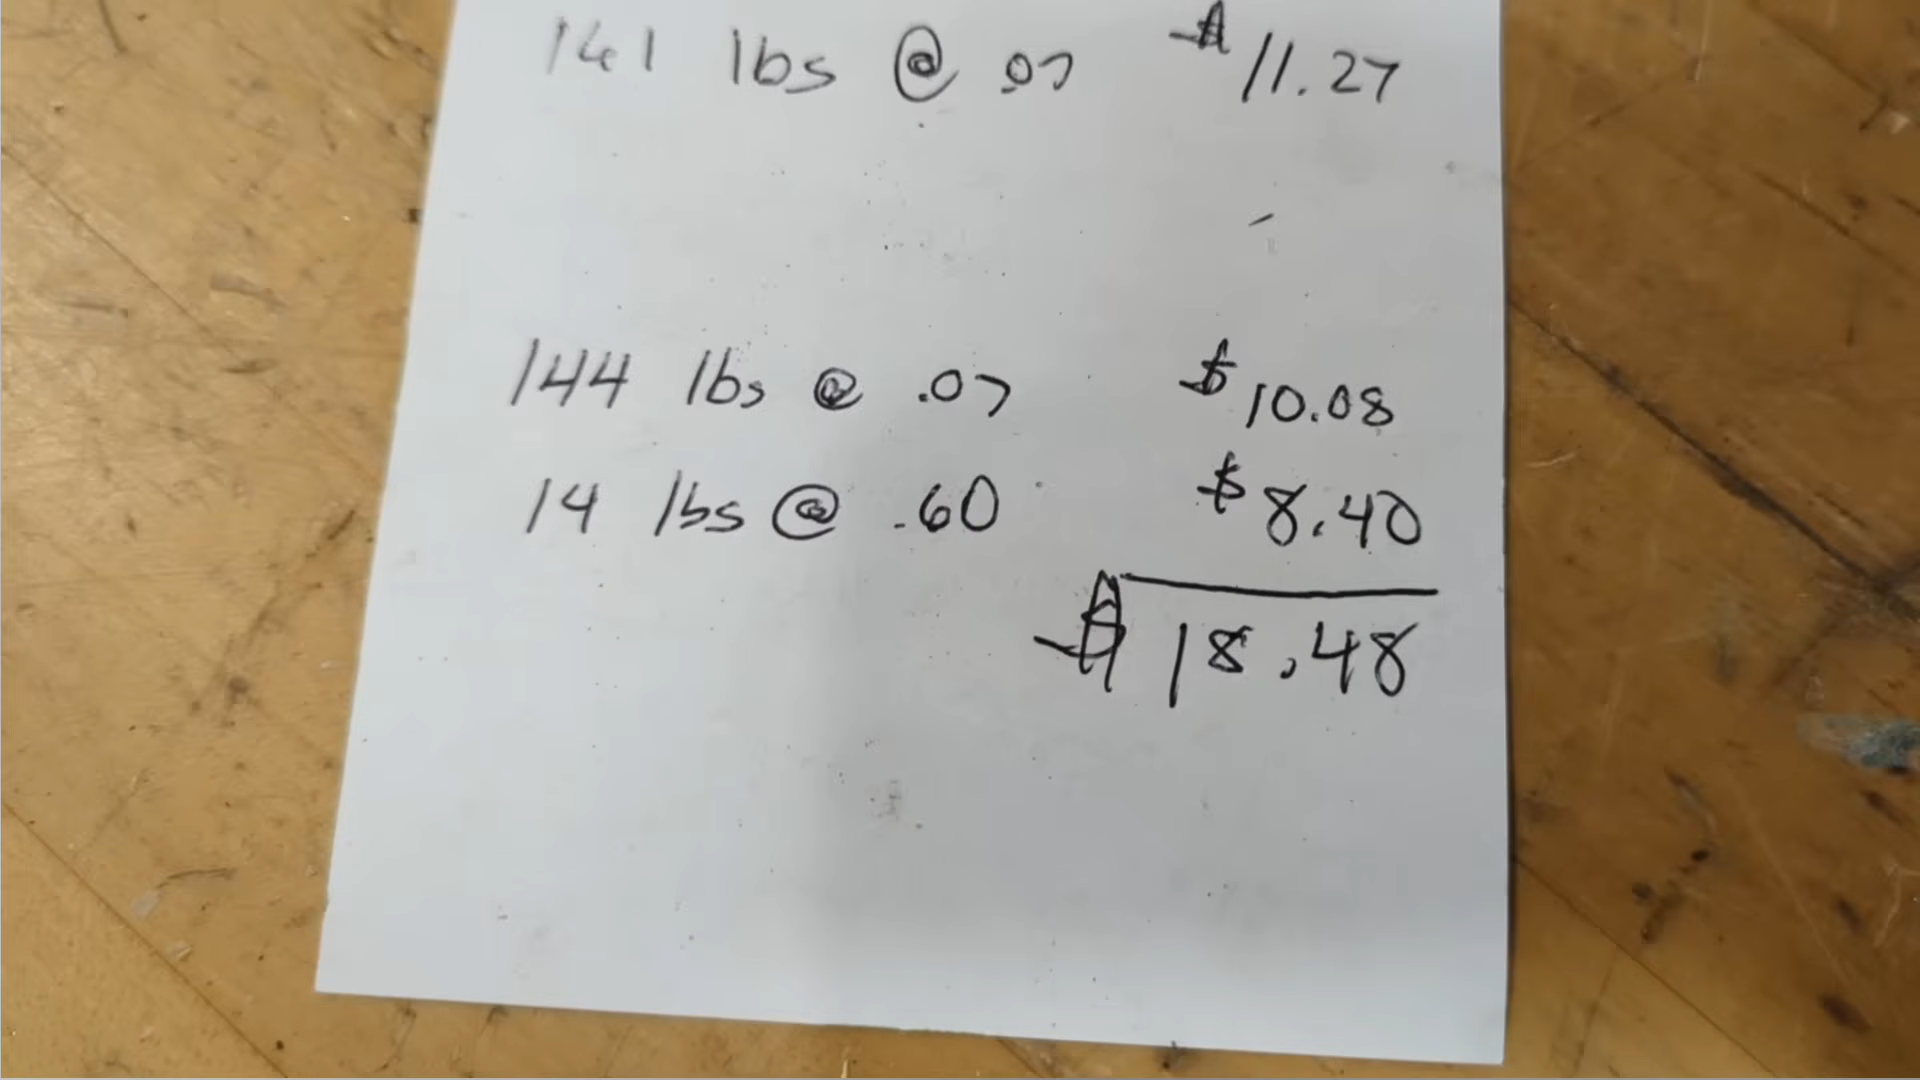 161 lbs @ .07 $11.27
144 lbs @ .07 $10.08
14 lbs @ .60 $8.40
$18.48